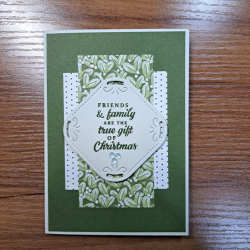 FRIENDS
& family
ARE THE
true gift
OF
Christmas